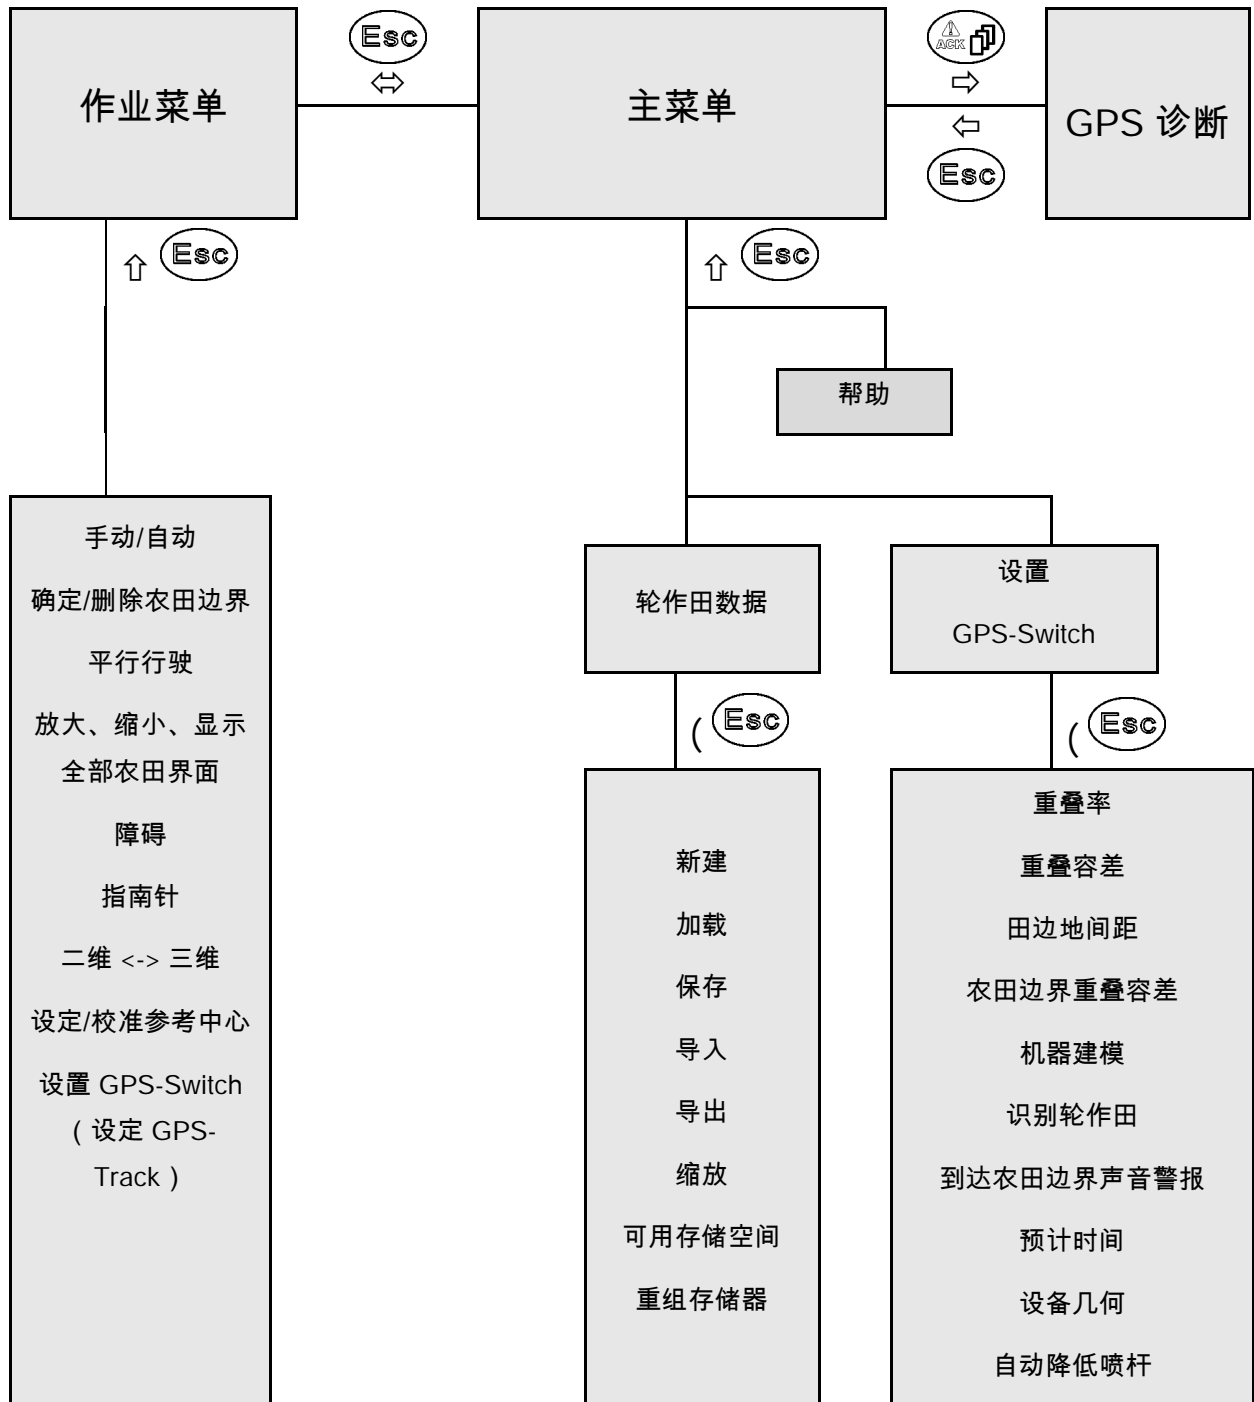 Esc
ACK
作业菜单
主菜单
GPS 诊断
Esc
Esc
Esc
帮助
手动/自动
确定/删除农田边界
平行行驶
放大、缩小、显示
全部农田界面
障碍
指南针
二维 <-> 三维
设定/校准参考中心
设置 GPS-Switch
( 设定 GPS-
Track )
轮作田数据
设置
GPS-Switch
( Esc
( Esc
新建
加载
保存
导入
导出
缩放
可用存储空间
重组存储器
重叠率
重叠容差
田边地间距
农田边界重叠容差
机器建模
识别轮作田
到达农田边界声音警报
预计时间
设备几何
自动降低喷杆